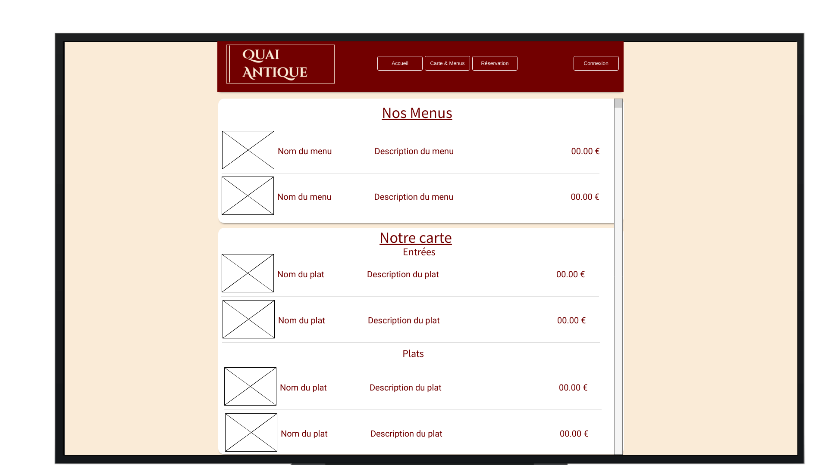 QUAI
ANTIQUE
Accueil
Carte & Menus
Réservation
Connexion
Nos Menus
Nom du menu
Description du menu
00.00 €
Nom du menu
Description du menu
00.00 €
Notre carte
Entrées
Nom du plat
Description du plat
00.00 €
Nom du plat
Description du plat
00.00 €
Plats
Nom du plat
Description du plat
00.00 €
Nom du plat
Description du plat
00.00 €